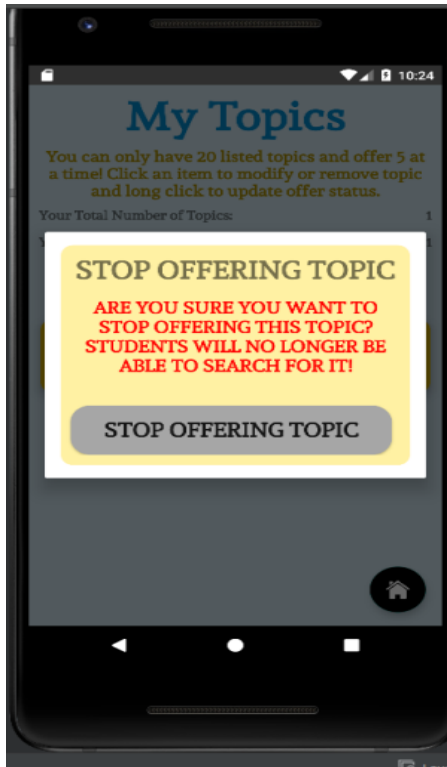 10:24
My Topics
You can only have 20 listed topics and offer 5 at
a time! Click an item to modify or remove topic
and long click to update offer status.
Your Total Number of Topics: 1
STOP OFFERING TOPIC
ARE YOU SURE YOU WANT TO
STOP OFFERING THIS TOPIC?
STUDENTS WILL NO LONGER BE
ABLE TO SEARCH FOR IT!
STOP OFFERING TOPIC